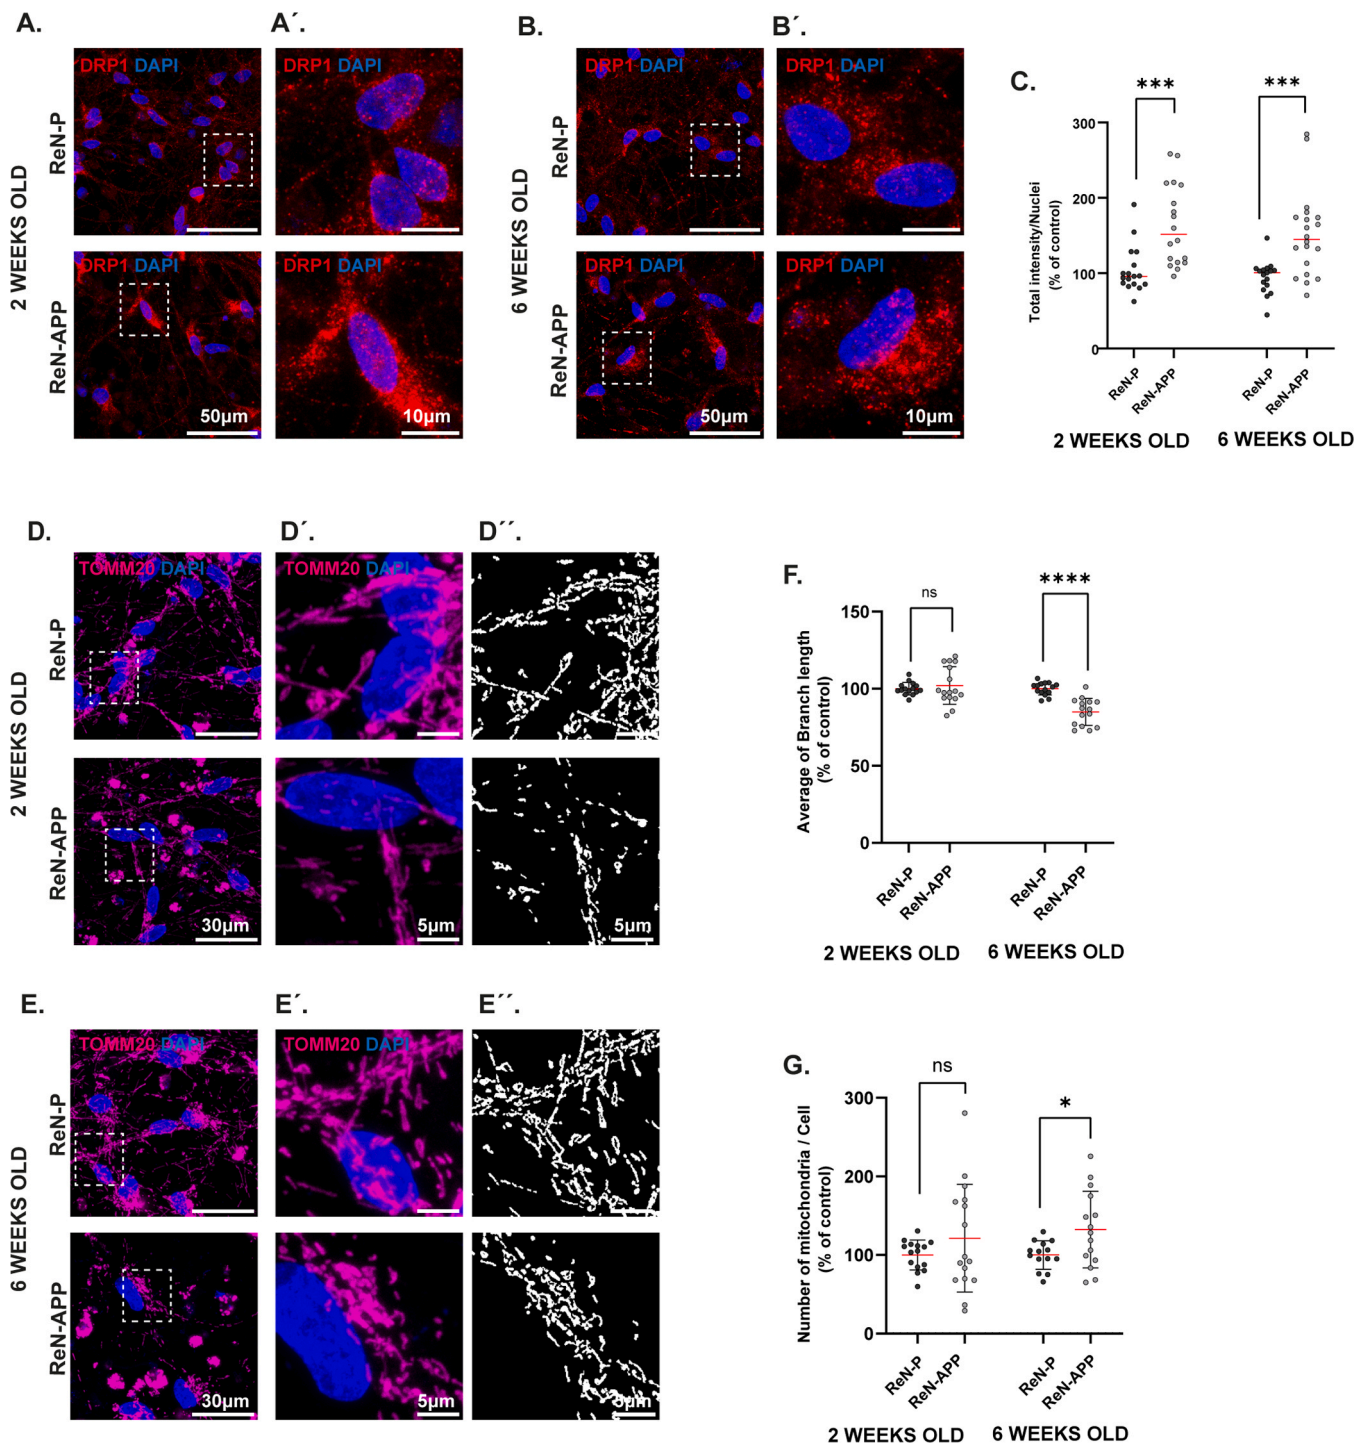 A.
A´.
B.
B´.
C.
2 WEEKS OLD
ReN-P
ReN-APP
DRP1 DAPI
DRP1 DAPI
DRP1 DAPI
50µm
DRP1 DAPI
10µm
6 WEEKS OLD
ReN-P
ReN-APP
DRP1 DAPI
DRP1 DAPI
DRP1 DAPI
50µm
DRP1 DAPI
10µm
***
***
Total intensity/Nuclei
(% of control)
300
200
100
0
ReN-P
ReN-APP
ReN-P
ReN-APP
2 WEEKS OLD
6 WEEKS OLD
D.
D´.
D´´.
2 WEEKS OLD
ReN-P
ReN-APP
TOMM20 DAPI
TOMM20 DAPI
30µm
5µm
5µm
F.
ns
****
Average of Branch length
(% of control)
150
100
50
0
ReN-P
ReN-APP
ReN-P
ReN-APP
2 WEEKS OLD
6 WEEKS OLD
E.
E´.
E´´.
6 WEEKS OLD
ReN-P
ReN-APP
TOMM20 DAPI
TOMM20 DAPI
30µm
5µm
5µm
G.
ns
*
Number of mitochondria / Cell
(% of control)
300
200
100
0
ReN-P
ReN-APP
ReN-P
ReN-APP
2 WEEKS OLD
6 WEEKS OLD